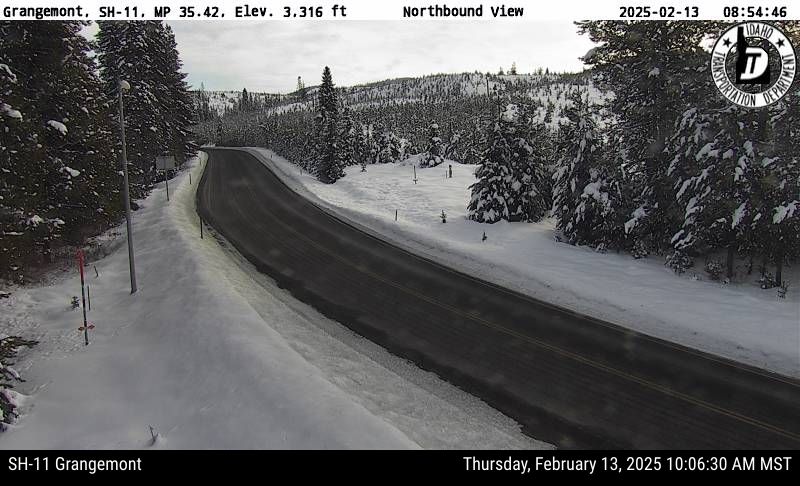 Grangemont, SH-11, MP 35.42, Elev. 3,316 ft Northbound View 2025-02-13 08:54:46
IDAHO
TRANSPORTATION DEPARTMENT
SH-11 Grangemont Thursday, February 13, 2025 10:06:30 AM MST